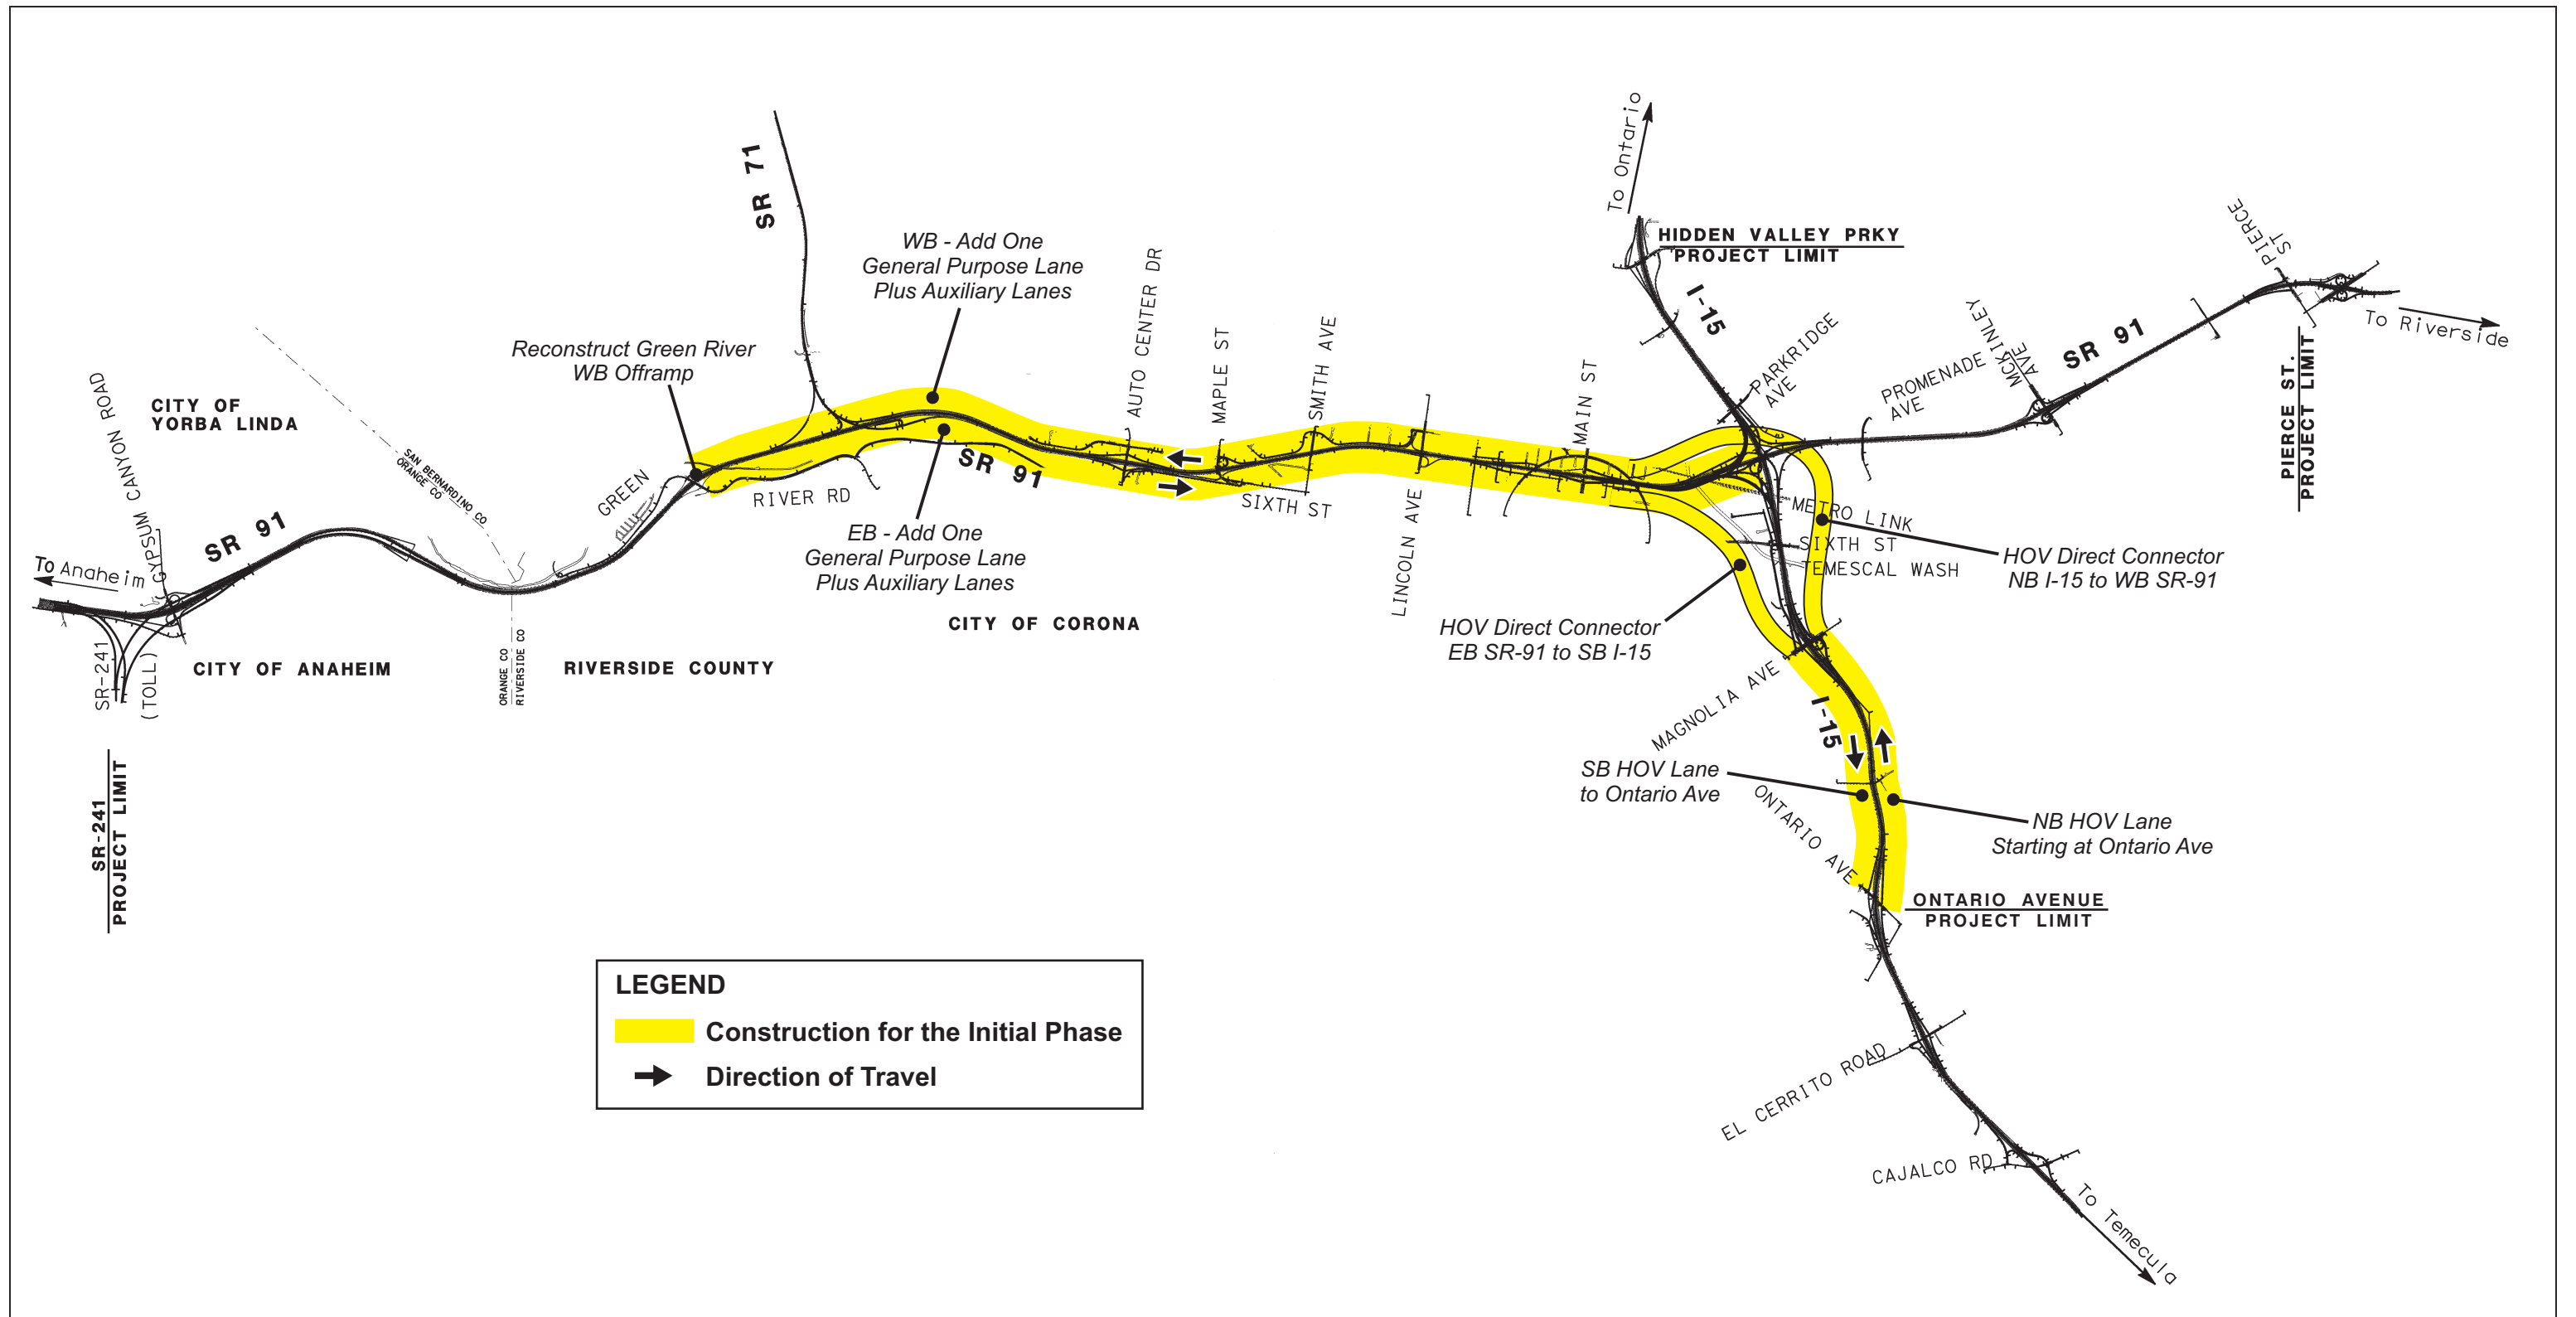 To Ontario
HIDDEN VALLEY PRKY
PROJECT LIMIT
SR 71
WB - Add One
General Purpose Lane
Plus Auxiliary Lanes
Reconstruct Green River
WB Offramp
AUTO CENTER DR
MAPLE ST
SMITH AVE
MAIN ST
I-15
PARKRIDGE
AVE
PROMENADE
AVE
MCKINLEY
AVE
SR 91
PIERCE
ST
To Riverside
PIERCE ST.
PROJECT LIMIT
CITY OF
YORBA LINDA
GYPSUM CANYON ROAD
SAN BERNARDINO CO
ORANGE CO
SR 91
To Anaheim
GREEN
RIVER RD
SR 91
SIXTH ST
LINCOLN AVE
METRO LINK
SIXTH ST
TEMESCAL WASH
HOV Direct Connector
NB I-15 to WB SR-91
EB - Add One
General Purpose Lane
Plus Auxiliary Lanes
CITY OF CORONA
HOV Direct Connector
EB SR-91 to SB I-15
SR-241
(TOLL)
CITY OF ANAHEIM
ORANGE CO
RIVERSIDE CO
RIVERSIDE COUNTY
MAGNOLIA AVE
I-15
SB HOV Lane
to Ontario Ave
ONTARIO AVE
NB HOV Lane
Starting at Ontario Ave
SR-241
PROJECT LIMIT
ONTARIO AVENUE
PROJECT LIMIT
LEGEND
Construction for the Initial Phase
Direction of Travel
EL CERRITO ROAD
CAJALCO RD
To Temecula